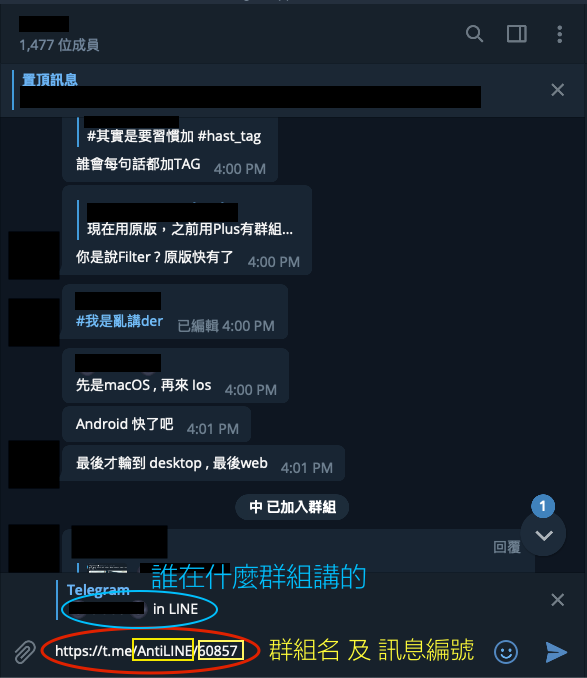 1,477 位成員
置頂訊息
#其實是要習慣加 #hast_tag
誰會每句話都加TAG 4:00 PM
現在用原版，之前用Plus有群組...
你是說Filter ? 原版快有了 4:00 PM
#我是亂講der 已編輯 4:00 PM
先是macOS , 再來 Ios 4:00 PM
Android 快了吧 4:01 PM
最後才輪到 desktop , 最後web 4:01 PM
中 已加入群組
1
回覆
誰在什麼群組講的
Telegram
in LINE
https://t.me/AntiLINE/60857
群組名 及 訊息編號